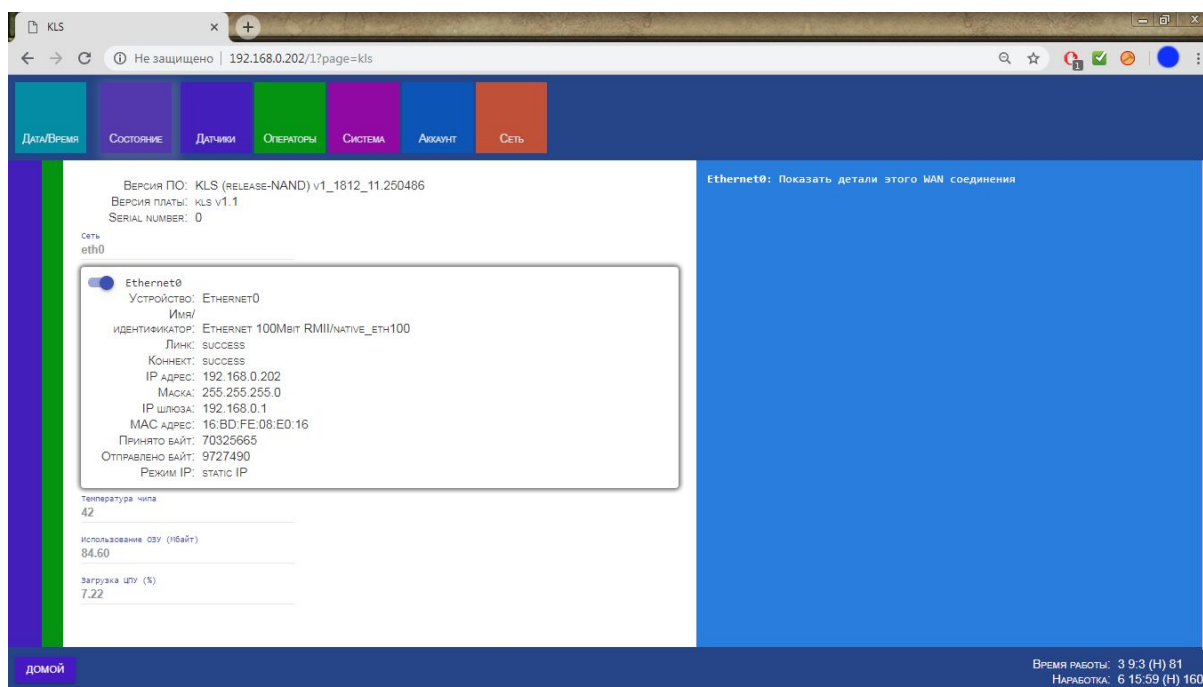 KLS
Не защищено | 192.168.0.202/1?page=kls
1
Дата/Время Состояние Датчики Операторы Система Аккаунт Сеть
Версия ПО: KLS (release-NAND) v1_1812_11.250486
Версия платы: kls v1.1
Serial number: 0
Сеть
eth0
Ethernet0
Устройство: Ethernet0
Имя/
идентификатор: Ethernet 100Mbit RMII/native_eth100
Линк: success
Коннект: success
IP адрес: 192.168.0.202
Маска: 255.255.255.0
IP шлюза: 192.168.0.1
MAC адрес: 16:BD:FE:08:E0:16
Принято байт: 70325665
Отправлено байт: 9727490
Режим IP: static IP
Температура чипа
42
Использование ОЗУ (Мбайт)
84.60
Загрузка ЦПУ (%)
7.22
Ethernet0: Показать детали этого WAN соединения
ДОМОЙ
Время работы: 3 9:3 (H) 81
Наработка: 6 15:59 (H) 160